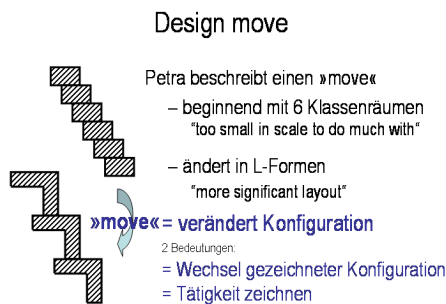 Design move
Petra beschreibt einen »move«
– beginnend mit 6 Klassenräumen
"too small in scale to do much with“
– ändert in L-Formen
"more significant layout“
»move« = verändert Konfiguration
2 Bedeutungen:
= Wechsel gezeichneter Konfiguration
= Tätigkeit zeichnen